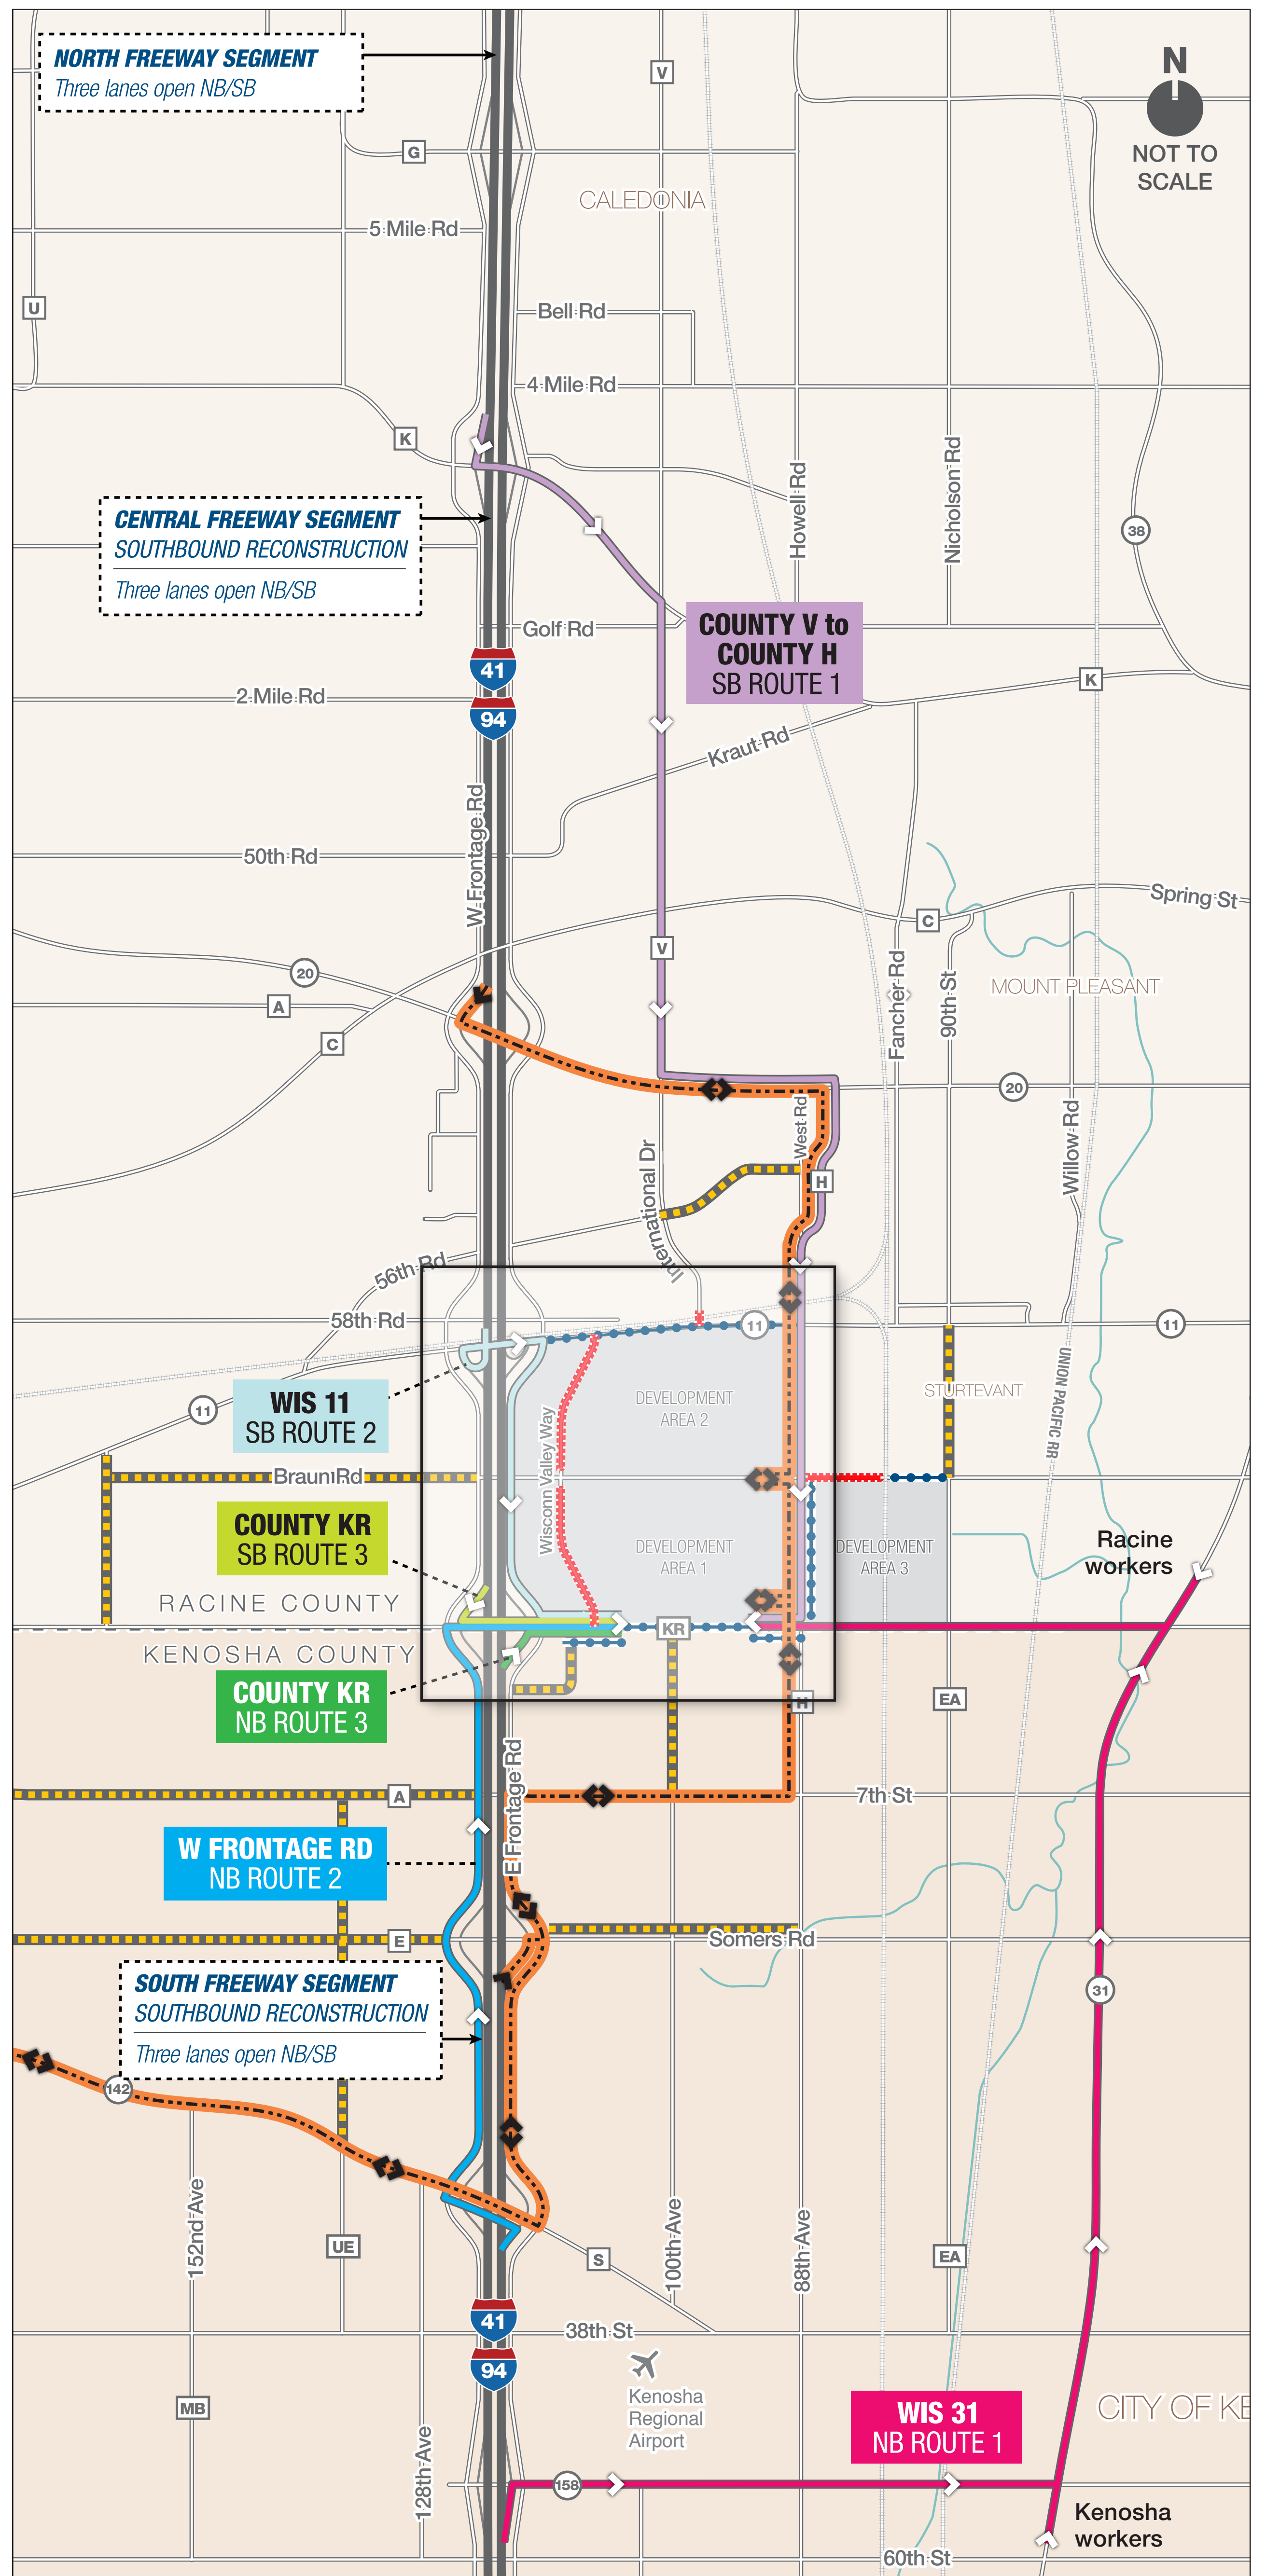 NORTH FREEWAY SEGMENT
Three lanes open NB/SB
V
N
NOT TO
SCALE
G
CALEDONIA
5 Mile Rd
U
Bell Rd
4 Mile Rd
K
Howell Rd
Nicholson Rd
CENTRAL FREEWAY SEGMENT
SOUTHBOUND RECONSTRUCTION
Three lanes open NB/SB
38
Golf Rd
COUNTY V to
COUNTY H
SB ROUTE 1
41
94
K
2 Mile Rd
Kraut Rd
W Frontage Rd
50th Rd
Spring St
C
V
20
A
C
Fancher Rd
90th St
MOUNT PLEASANT
20
West Rd
Willow Rd
International Dr
H
56th Rd
58th Rd
11
11
WIS 11
SB ROUTE 2
11
DEVELOPMENT
AREA 2
STURTEVANT
UNION PACIFIC RR
Wisconn Valley Way
Braun Rd
COUNTY KR
SB ROUTE 3
DEVELOPMENT
AREA 1
DEVELOPMENT
AREA 3
Racine
workers
RACINE COUNTY
KR
KENOSHA COUNTY
COUNTY KR
NB ROUTE 3
H
EA
E Frontage Rd
A
7th St
W FRONTAGE RD
NB ROUTE 2
E
Somers Rd
SOUTH FREEWAY SEGMENT
SOUTHBOUND RECONSTRUCTION
Three lanes open NB/SB
31
142
152nd Ave
UE
S
100th Ave
88th Ave
EA
41
94
38th St
MB
Kenosha
Regional
Airport
WIS 31
NB ROUTE 1
CITY OF KE
128th Ave
158
Kenosha
workers
60th St